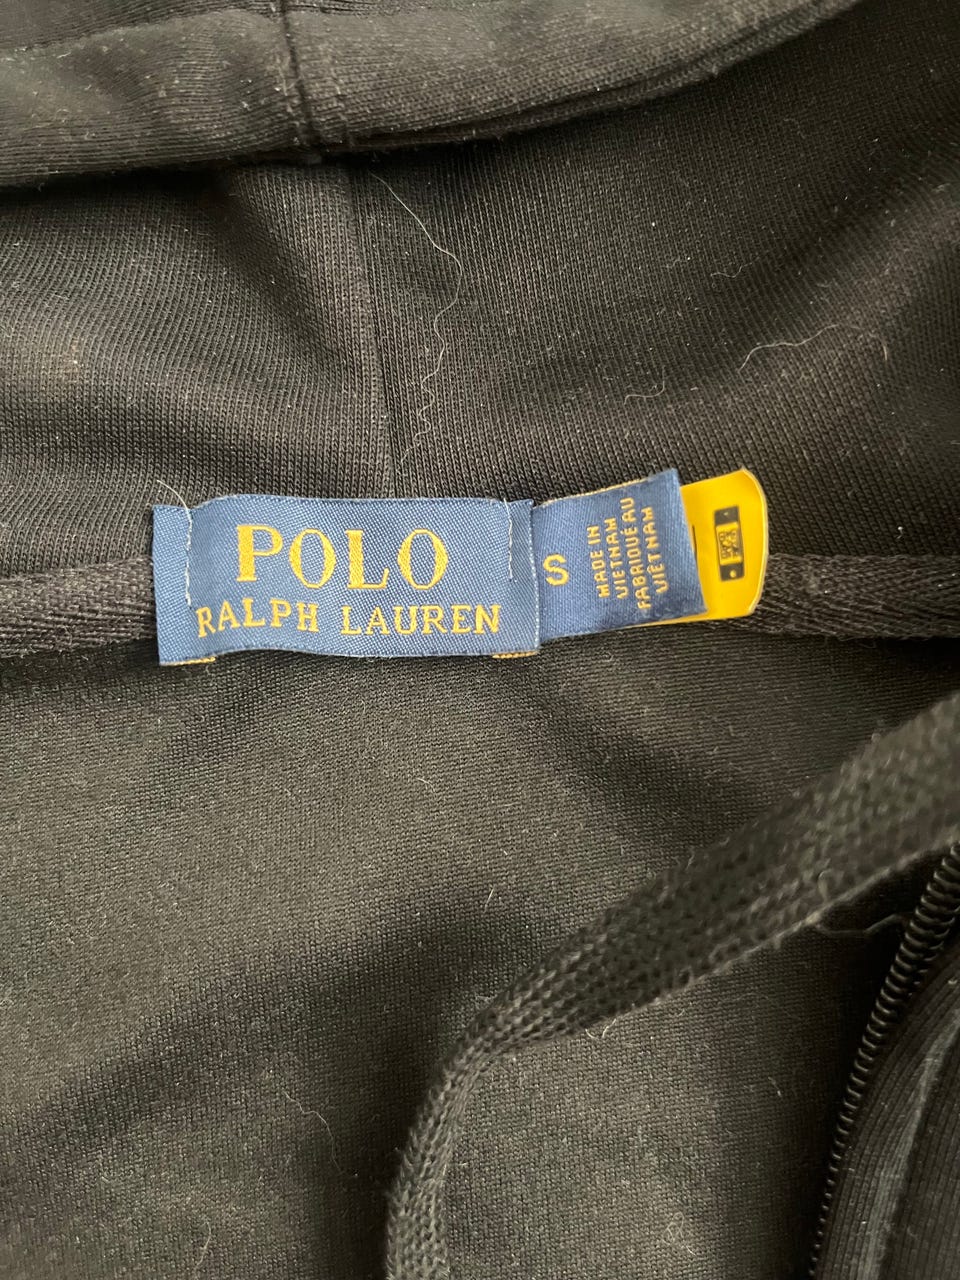 POLO
RALPH LAUREN
S
MADE IN
VIETNAM
FABRIQUÉ AU
VIÊTNAM